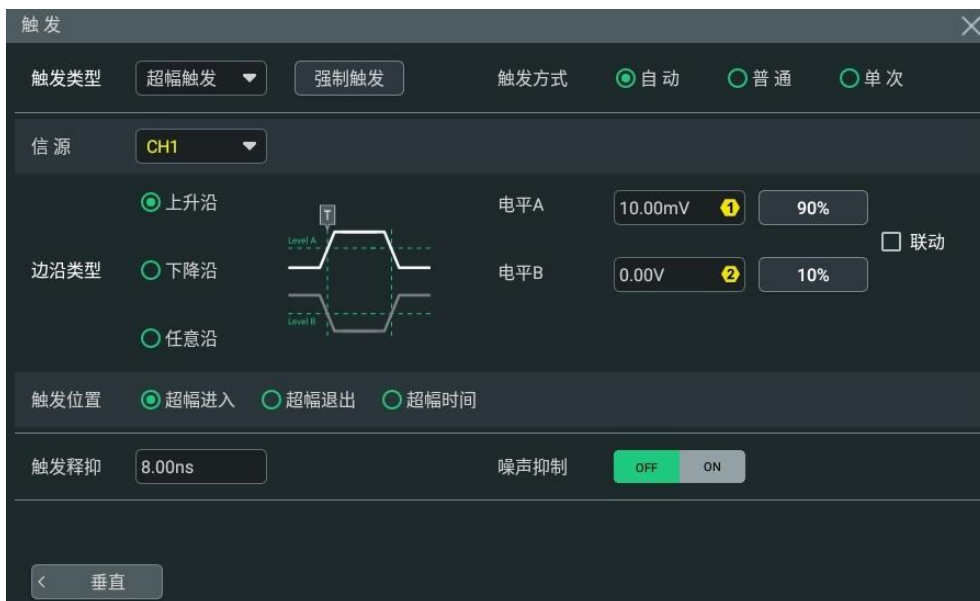 触发
触发类型 超幅触发 强制触发 触发方式 自动 普通 单次
信源 CH1
上升沿 电平A 10.00mV 1 90%
T
Level A
联动
边沿类型 下降沿 电平B 0.00V 2 10%
Level B
任意沿
触发位置 超幅进入 超幅退出 超幅时间
触发释抑 8.00ns 噪声抑制 OFF ON
垂直